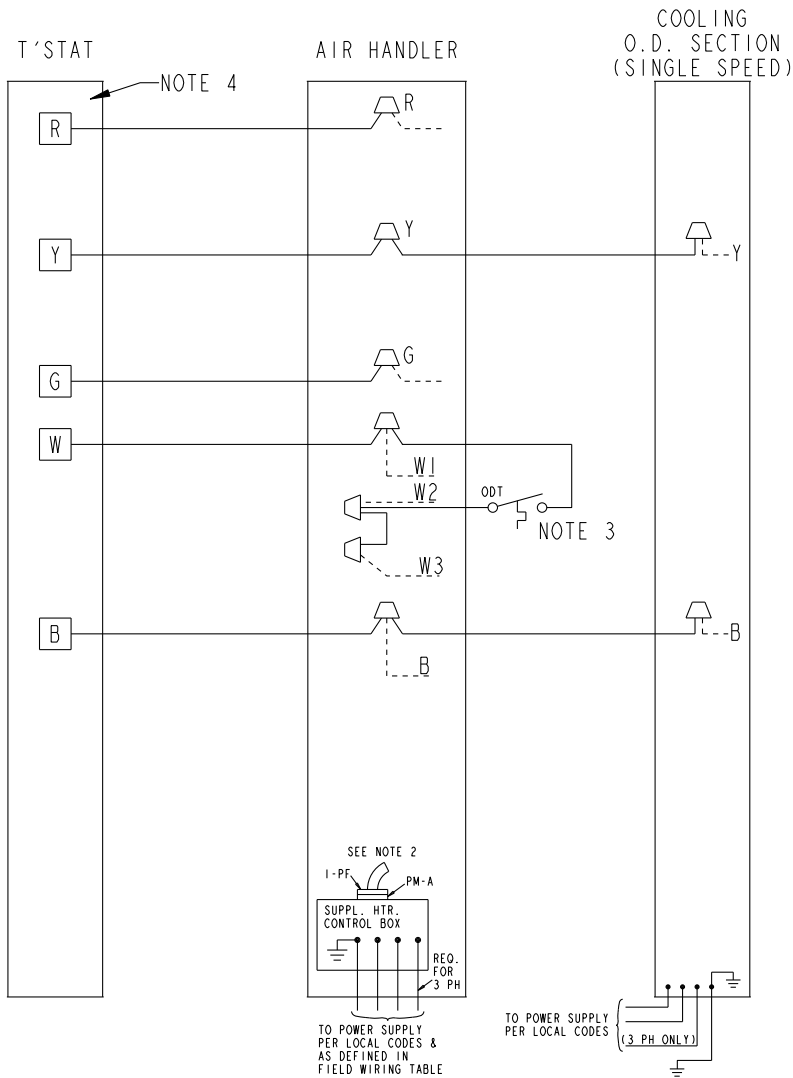 T'STAT
AIR HANDLER
COOLING
O.D. SECTION
(SINGLE SPEED)
NOTE 4
R
R
Y
Y
Y
G
G
W
W1
W2
ODT
NOTE 3
W3
B
B
B
SEE NOTE 2
1-PF
PM-A
SUPPL. HTR.
CONTROL BOX
REQ.
FOR
3 PH
TO POWER SUPPLY
PER LOCAL CODES &
AS DEFINED IN
FIELD WIRING TABLE
TO POWER SUPPLY
PER LOCAL CODES
(3 PH ONLY)